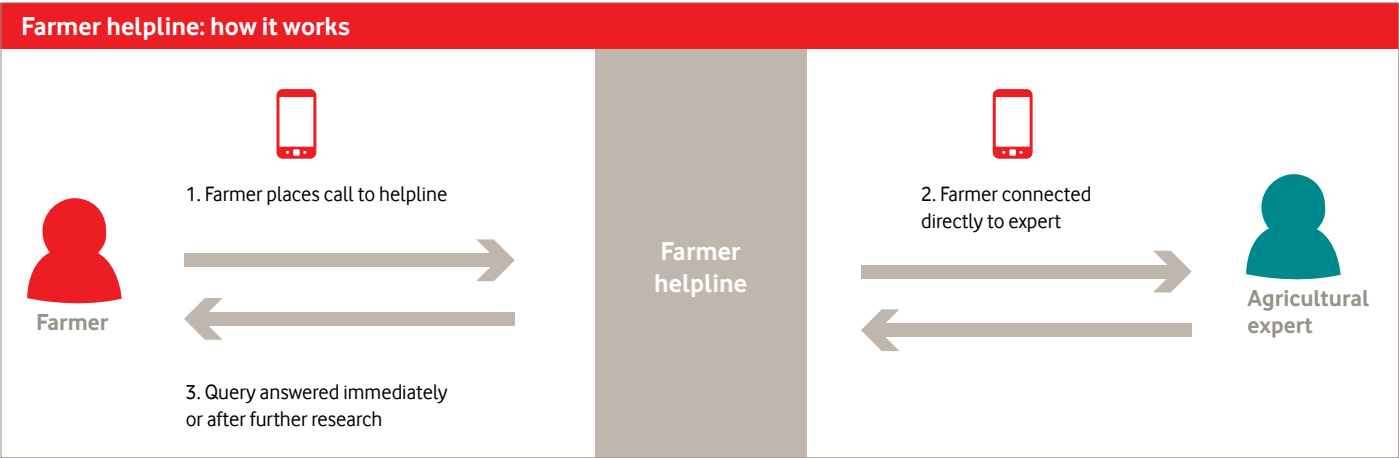 Farmer helpline: how it works
1. Farmer places call to helpline
Farmer
3. Query answered immediately
or after further research
Farmer
helpline
2. Farmer connected
directly to expert
Agricultural
expert